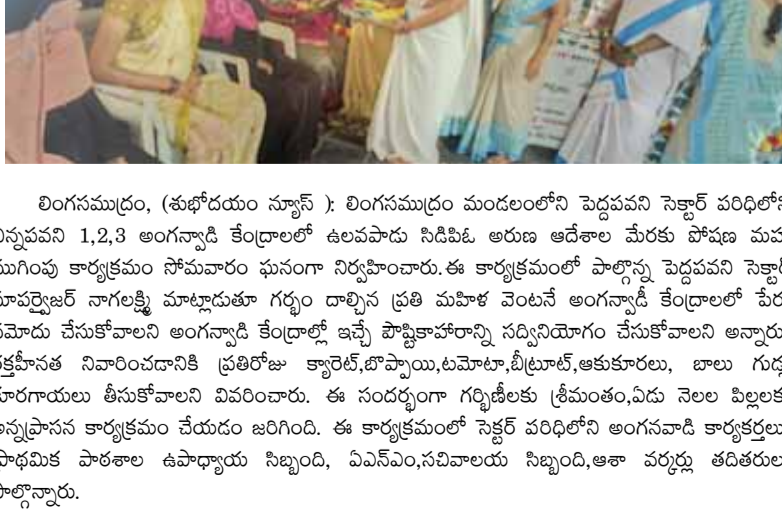 లింగసముద్రం, (శుభోదయం న్యూస్ ): లింగసముద్రం మండలంలోని పెద్దపవని సెక్టార్ పరిధిలోని
చిన్నపవని 1,2,3 అంగన్వాడి కేంద్రాలలో ఉలవపాడు సిడిపిఓ అరుణ ఆదేశాల మేరకు పోషణ మహ
ముగింపు కార్యక్రమం సోమవారం ఘనంగా నిర్వహించారు.ఈ కార్యక్రమంలో పాల్గొన్న పెద్దపవని సెక్టార్
సూపర్వైజర్ నాగలక్ష్మి మాట్లాడుతూ గర్భం దాల్చిన ప్రతి మహిళ వెంటనే అంగన్వాడీ కేంద్రాలలో పేరు
నమోదు చేసుకోవాలని అంగన్వాడి కేంద్రాల్లో ఇచ్చే పౌష్టికాహారాన్ని సద్వినియోగం చేసుకోవాలని అన్నారు
రక్తహీనత నివారించడానికి ప్రతిరోజు క్యారెట్,బొప్పాయి,టమోటా,బీట్రూట్,ఆకుకూరలు, బాలు గుడ్లు
కూరగాయలు తీసుకోవాలని వివరించారు. ఈ సందర్భంగా గర్భిణీలకు శ్రీమంతం,ఏడు నెలల పిల్లలకు
అన్నప్రాసన కార్యక్రమం చేయడం జరిగింది. ఈ కార్యక్రమంలో సెక్టర్ పరిధిలోని అంగనవాడి కార్యకర్తలు
ప్రాథమిక పాఠశాల ఉపాధ్యాయ సిబ్బంది, ఏఎన్ఎం,సచివాలయ సిబ్బంది,ఆశా వర్కర్లు తదితరులు
పాల్గొన్నారు.